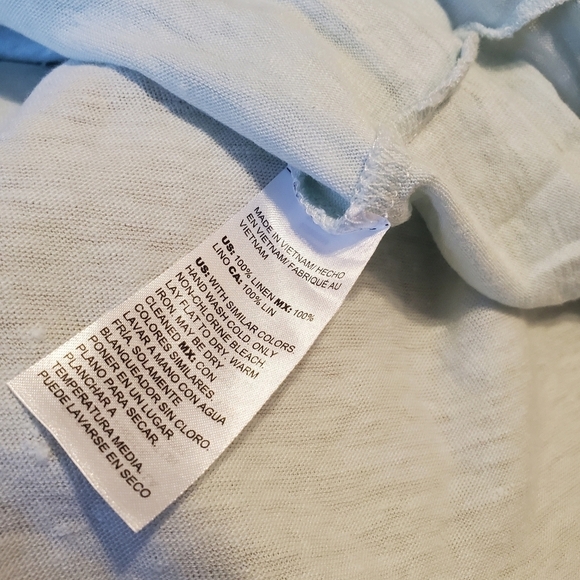 MADE IN VIETNAM/ HECHO
EN VIETNAM/ FABRIQUE AU
VIETNAM
US: 100% LINEN MX: 100%
LINO CA: 100% LIN
US: WITH SIMILAR COLORS.
HAND WASH COLD. ONLY
NON-CHLORINE BLEACH.
LAY FLAT TO DRY. WARM
IRON. MAY BE DRY
CLEANED MX: CON
COLORES SIMILARES.
LAVAR A MANO CON AGUA
FRIA. SOLAMENTE
BLANQUEADOR SIN CLORO.
PONER EN UN LUGAR
PLANO PARA SECAR.
PLANCHAR A
TEMPERATURA MEDIA.
PUEDE LAVARSE EN SECO